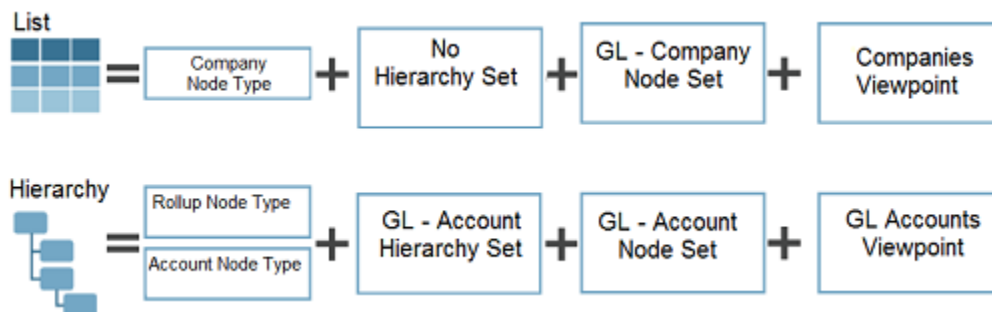 List
Company
Node Type
No
Hierarchy Set
GL - Company
Node Set
Companies
Viewpoint
Hierarchy
Rollup Node Type
Account Node Type
GL - Account
Hierarchy Set
GL - Account
Node Set
GL Accounts
Viewpoint